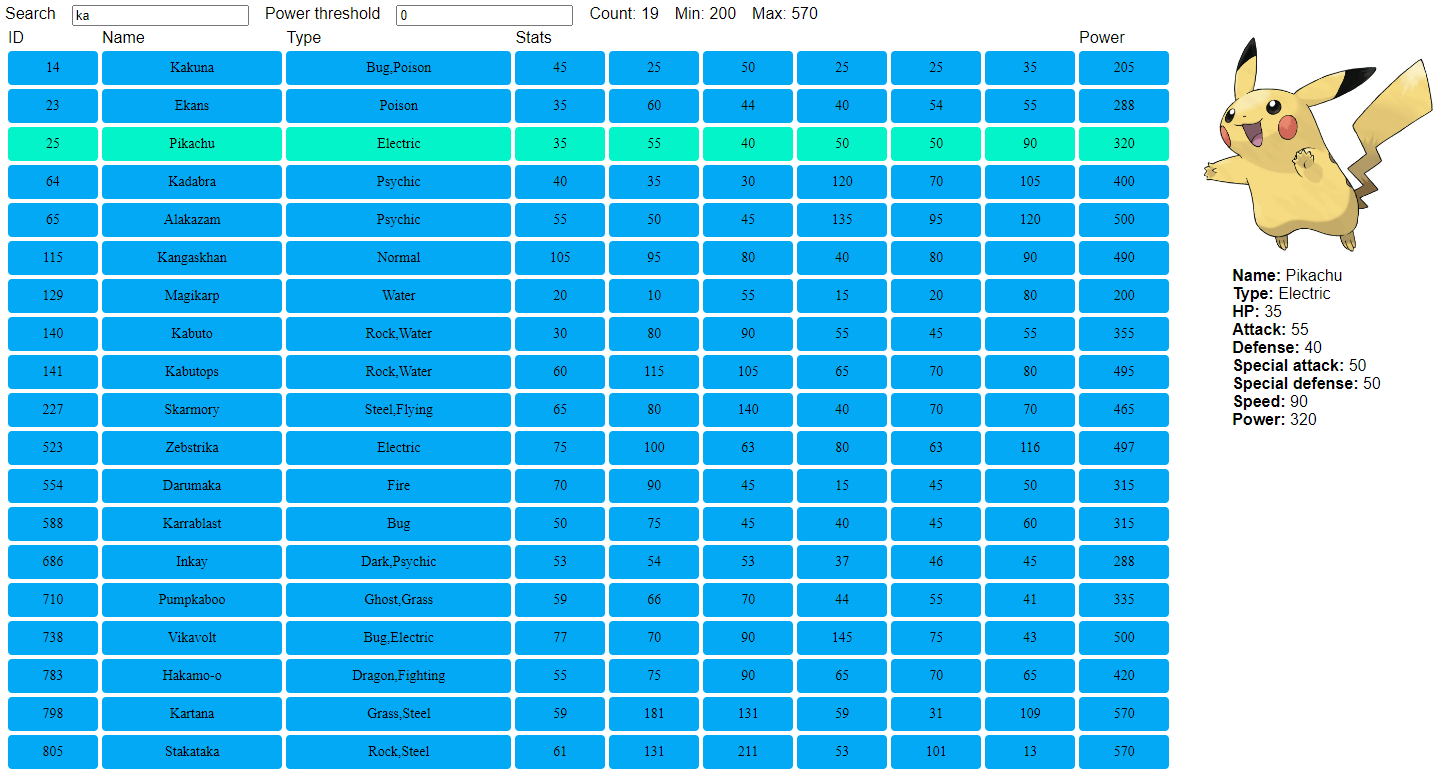 Search ka Power threshold 0 Count: 19 Min: 200 Max: 570
ID Name Type Stats Power
14 Kakuna Bug,Poison 45 25 50 25 25 35 205
23 Ekans Poison 35 60 44 40 54 55 288
25 Pikachu Electric 35 55 40 50 50 90 320
64 Kadabra Psychic 40 35 30 120 70 105 400
65 Alakazam Psychic 55 50 45 135 95 120 500
115 Kangaskhan Normal 105 95 80 40 80 90 490
129 Magikarp Water 20 10 55 15 20 80 200
140 Kabuto Rock,Water 30 80 90 55 45 55 355
141 Kabutops Rock,Water 60 115 105 65 70 80 495
227 Skarmory Steel,Flying 65 80 140 40 70 70 465
523 Zebstrika Electric 75 100 63 80 63 116 497
554 Darumaka Fire 70 90 45 15 45 50 315
588 Karrablast Bug 50 75 45 40 45 60 315
686 Inkay Dark,Psychic 53 54 53 37 46 45 288
710 Pumpkaboo Ghost,Grass 59 66 70 44 55 41 335
738 Vikavolt Bug,Electric 77 70 90 145 75 43 500
783 Hakamo-o Dragon,Fighting 55 75 90 65 70 65 420
798 Kartana Grass,Steel 59 181 131 59 31 109 570
805 Stakataka Rock,Steel 61 131 211 53 101 13 570
Name: Pikachu
Type: Electric
HP: 35
Attack: 55
Defense: 40
Special attack: 50
Special defense: 50
Speed: 90
Power: 320